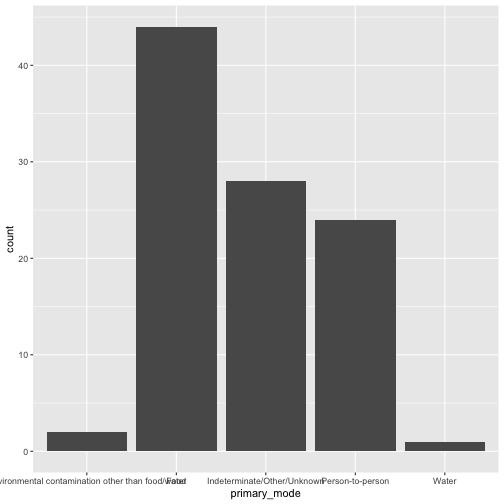 40
30
20
10
0
count
vironmental contamination other than food/water
Food
Indeterminate/Other/Unknown
Person-to-person
Water
primary_mode